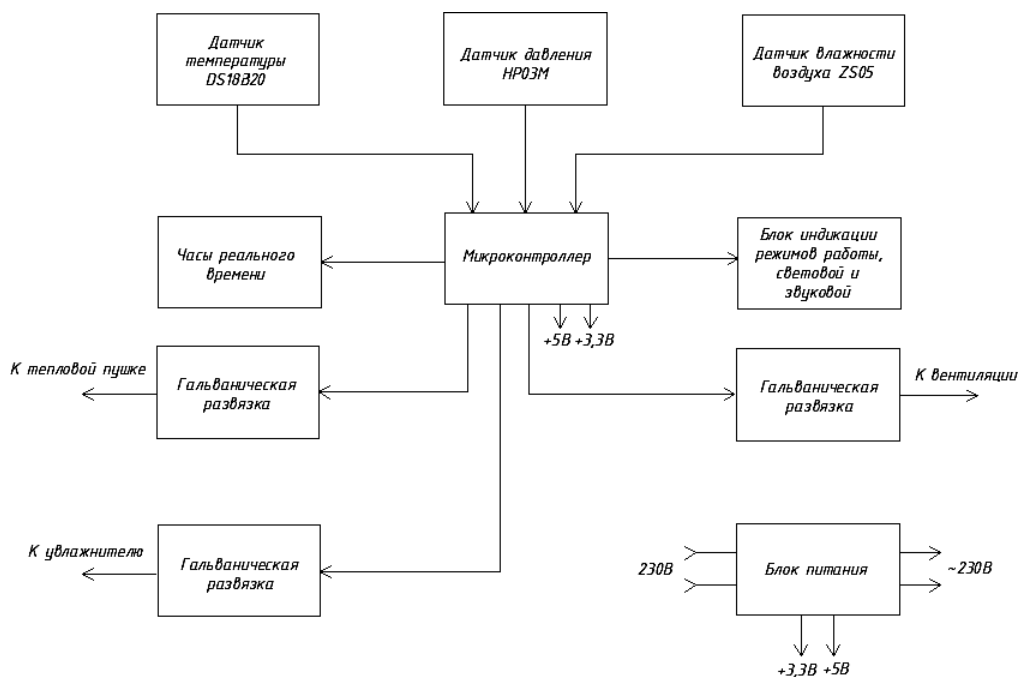 Датчик
температуры
DS18B20
Датчик давления
HP03M
Датчик влажности
воздуха ZS05
Часы реального
времени
Микроконтроллер
Блок индикации
режимов работы,
световой и
звуковой
+5В +3,3В
К тепловой пушке
Гальваническая
развязка
Гальваническая
развязка
К вентиляции
К увлажнителю
Гальваническая
развязка
230В
Блок питания
~230В
+3,3В +5В